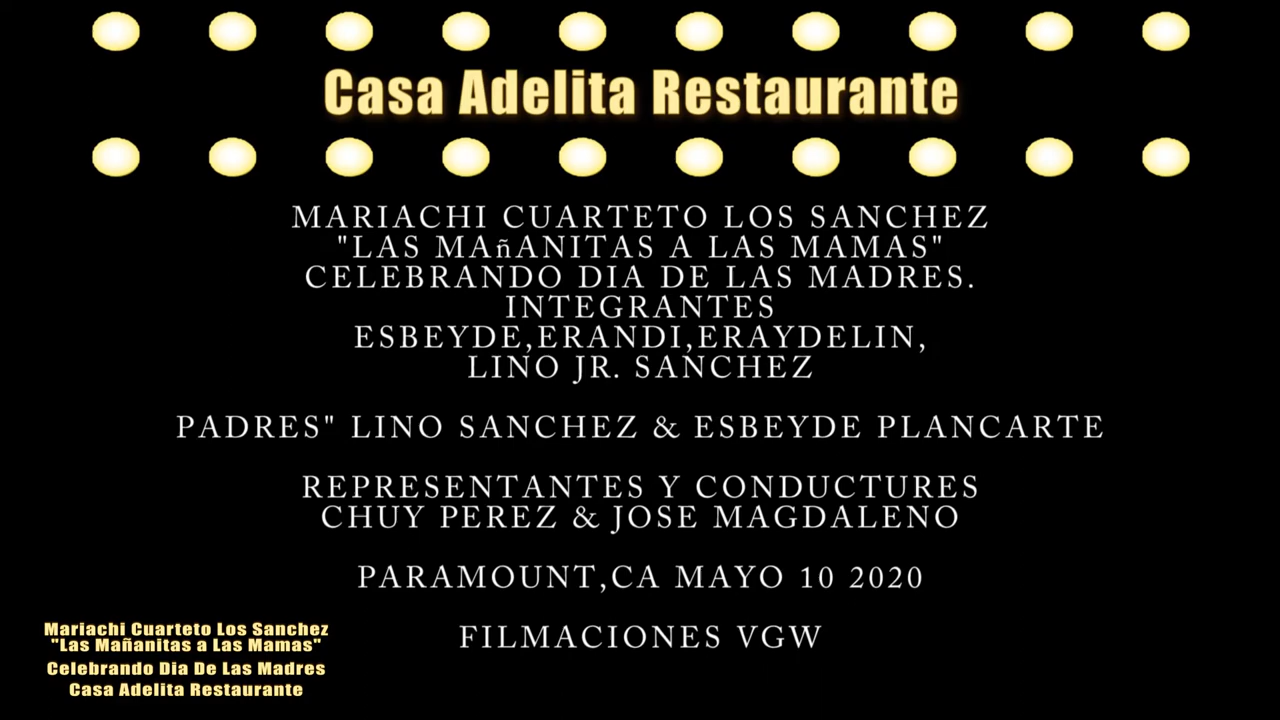 Casa Adelita Restaurante
MARIACHI CUARTETO LOS SANCHEZ
"LAS MAñANITAS A LAS MAMAS"
CELEBRANDO DIA DE LAS MADRES.
INTEGRANTES
ESBEYDE,ERANDI,ERAYDELIN,
LINO JR. SANCHEZ
PADRES" LINO SANCHEZ & ESBEYDE PLANCARTE
REPRESENTANTES Y CONDUCTURES
CHUY PEREZ & JOSE MAGDALENO
PARAMOUNT,CA MAYO 10 2020
FILMACIONES VGW
Mariachi Cuarteto Los Sanchez
"Las Mañanitas a Las Mamas"
Celebrando Dia De Las Madres
Casa Adelita Restaurante